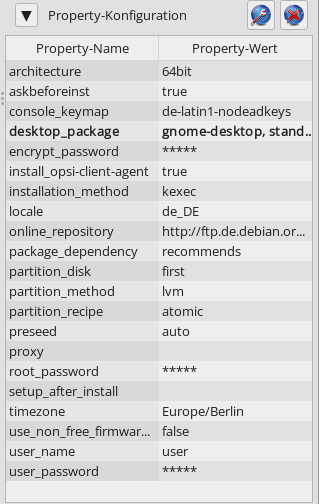 Property-Konfiguration
Property-Name Property-Wert
architecture 64bit
askbeforeinst true
console_keymap de-latin1-nodeadkeys
desktop_package gnome-desktop, stand..
encrypt_password *****
install_opsi-client-agent true
installation_method kexec
locale de_DE
online_repository http://ftp.de.debian.or...
package_dependency recommends
partition_disk first
partition_method lvm
partition_recipe atomic
preseed auto
proxy
root_password *****
setup_after_install
timezone Europe/Berlin
use_non_free_firmwar... false
user_name user
user_password *****